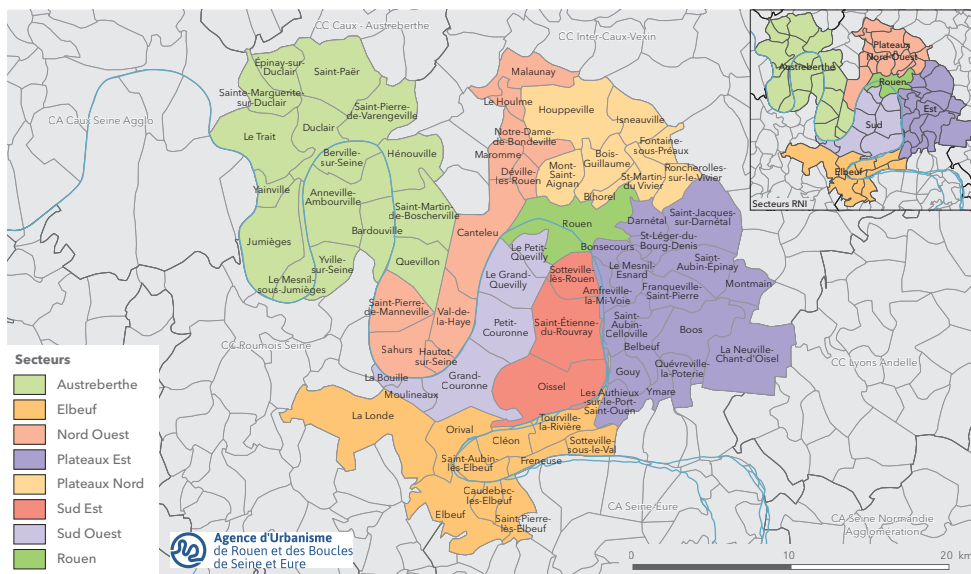 CC Caux - Austreberthe
CC Inter-Caux-Vexin
CA Caux Seine Agglo
CC Roumois Seine
CC Lyons Andelle
CA Seine-Eure
CA Seine Normandie
Agglomération
Épinay-sur-
Duclair
Saint-Paër
Sainte-Marguerite-
sur-Duclair
Saint-Pierre-
de-Varengeville
Le Trait
Duclair
Berville-
sur-Seine
Hénouville
Yainville
Anneville-
Ambourville
Saint-Martin
de-Boscherville
Bardouville
Jumièges
Yville-
sur-Seine
Quevillon
Le Mesnil-
sous-Jumièges
Malaunay
Le Houlme
Houppeville
Isneauville
Notre-Dame-
de-Bondeville
Fontaine-
sous-Préaux
Maromme
Bois-
Guillaume
Mont-
Saint-
Aignan
Déville-
lès-Rouen
St-Martin-
du Vivier
Roncherolles-
sur-le-Vivier
Bihorel
Canteleu
Rouen
Darnétal
Saint-Jacques-
sur-Darnétal
St-Léger-du-
Bourg-Denis
Bonsecours
Le Petit-
Quevilly
Le Mesnil-
Esnard
Saint-
Aubin-Épinay
Le Grand-
Quevilly
Sotteville-
lès-Rouen
Amfreville-
la-Mi-Voie
Franqueville-
Saint-Pierre
Montmain
Saint-Pierre-
de-Manneville
Val-de-
la-Haye
Petit-
Couronne
Saint-Étienne-
du-Rouvray
Saint-
Aubin-
Celloville
Boos
Belbeuf
Sahurs
Hautot-
sur-Seine
La Neuville-
Chant-d'Oisel
Quévreville-
la-Poterie
Gouy
La Bouille
Grand-
Couronne
Moulineaux
Oissel
Les Authieux
-sur-le-Port-
Saint-Ouen
Ymare
La Londe
Orival
Tourville-
la-Rivière
Cléon
Sotteville-
sous-le-Val
Saint-Aubin-
lès-Elbeuf
Freneuse
Caudebec-
lès-Elbeuf
Elbeuf
Saint-Pierre-
lès-Elbeuf
Plateaux
Nord-Ouest
Austreberthe
Rouen
Est
Sud
Elbeuf
Secteurs RNI
Secteurs
Austreberthe
Elbeuf
Nord Ouest
Plateaux Est
Plateaux Nord
Sud Est
Sud Ouest
Rouen
Agence d'Urbanisme
de Rouen et des Boucles
de Seine et Eure
0 10 20 km